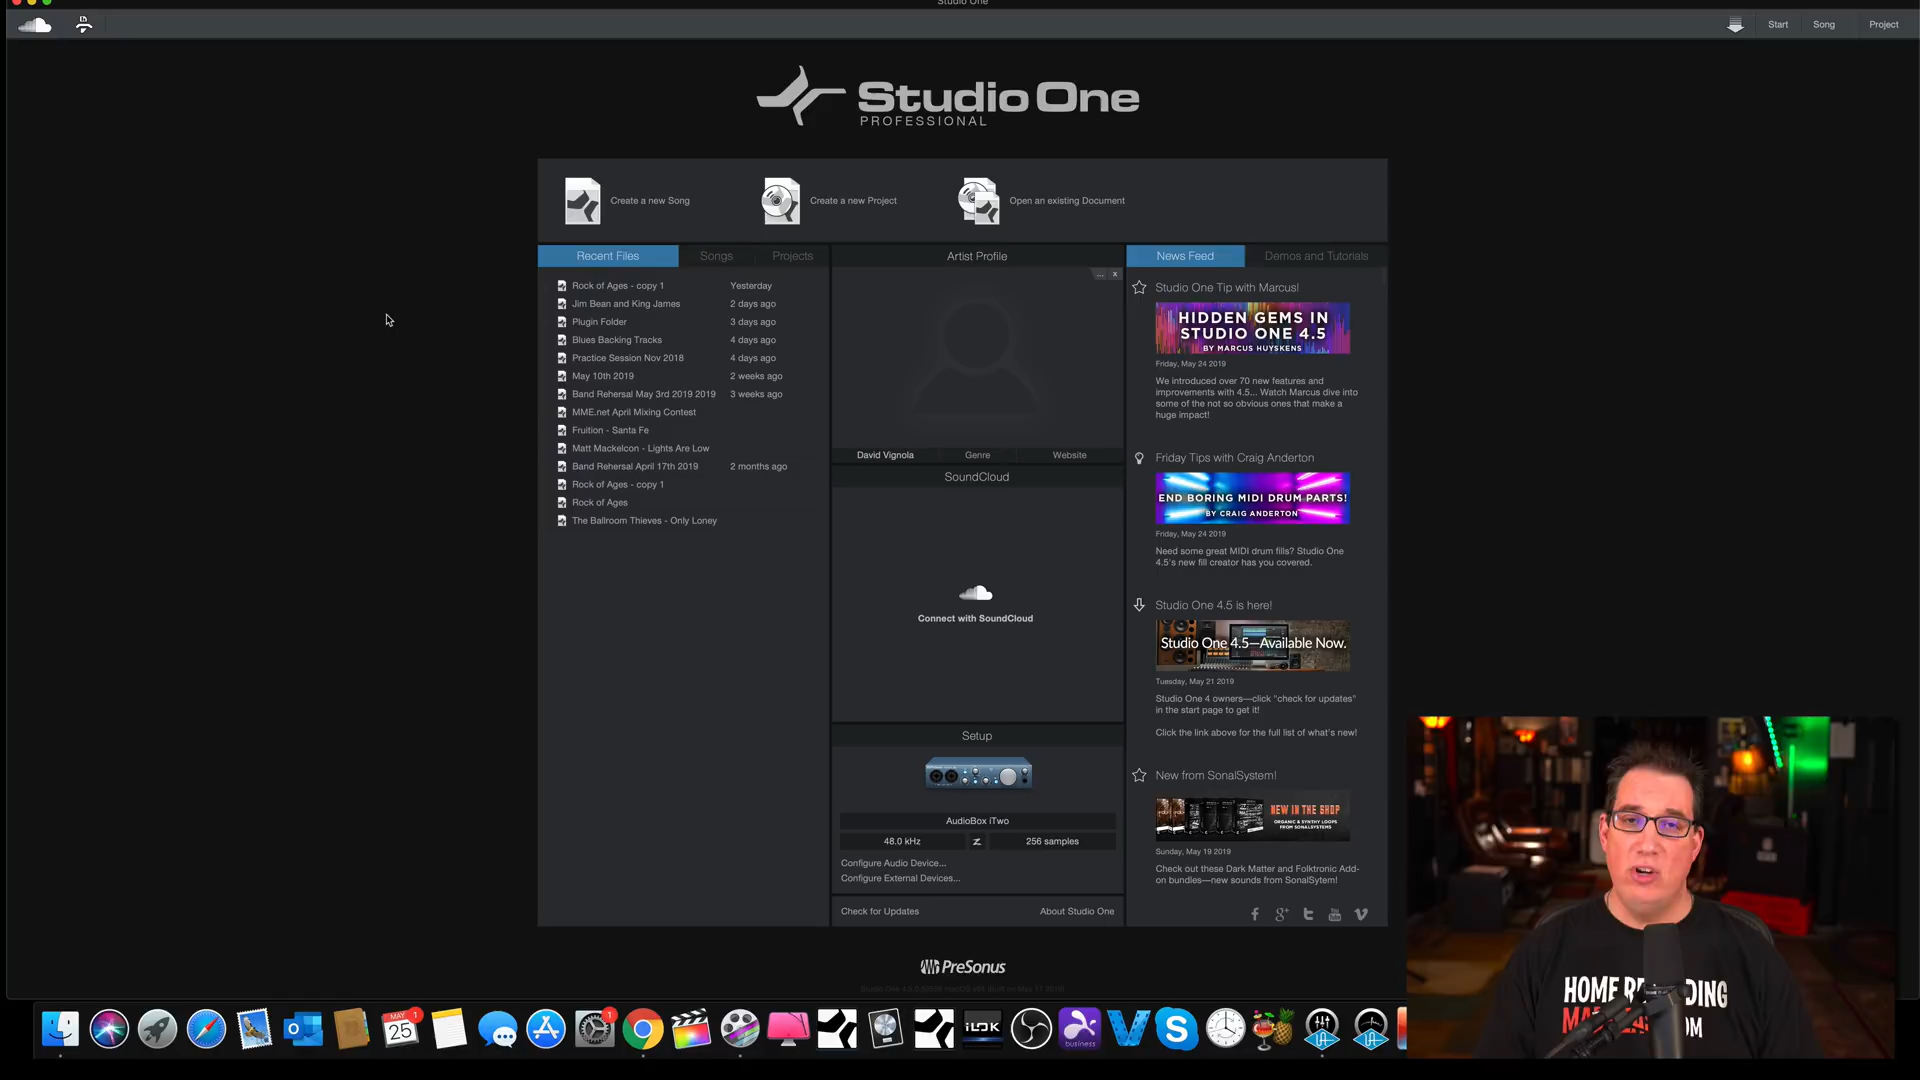 Studio One
Start
Song
Project
Studio One
PROFESSIONAL
Create a new Song
Create a new Project
Open an existing Document
Recent Files
Songs
Projects
Rock of Ages - copy 1 Yesterday
Jim Bean and King James 2 days ago
Plugin Folder 3 days ago
Blues Backing Tracks 4 days ago
Practice Session Nov 2018 4 days ago
May 10th 2019 2 weeks ago
Band Rehersal May 3rd 2019 2019 3 weeks ago
MME.net April Mixing Contest
Fruition - Santa Fe
Matt Mackelcon - Lights Are Low
Band Rehersal April 17th 2019 2 months ago
Rock of Ages - copy 1
Rock of Ages
The Ballroom Thieves - Only Loney
Artist Profile
... x
David Vignola
Genre
Website
SoundCloud
Connect with SoundCloud
Setup
AudioBox iTwo
48.0 kHz
256 samples
Configure Audio Device...
Configure External Devices...
Check for Updates
About Studio One
News Feed
Demos and Tutorials
Studio One Tip with Marcus!
HIDDEN GEMS IN
STUDIO ONE 4.5
BY MARCUS HUYSKENS
Friday, May 24 2019
We introduced over 70 new features and
improvements with 4.5... Watch Marcus dive into
some of the not so obvious ones that make a
huge impact!
Friday Tips with Craig Anderton
END BORING MIDI DRUM PARTS!
BY CRAIG ANDERTON
Friday, May 24 2019
Need some great MIDI drum fills? Studio One
4.5's new fill creator has you covered.
Studio One 4.5 is here!
Studio One 4.5—Available Now.
Tuesday, May 21 2019
Studio One 4 owners—click "check for updates"
in the start page to get it!
Click the link above for the full list of what's new!
New from SonalSystem!
NEW IN THE SHOP
ORGANIC & SYNTHY LOOPS
FROM SONALSYSTEMS
Sunday, May 19 2019
Check out these Dark Matter and Folktronic Add-
on bundles—new sounds from SonalSytem!
PreSonus
MAY
25
1
1
iLOK
business
HOME